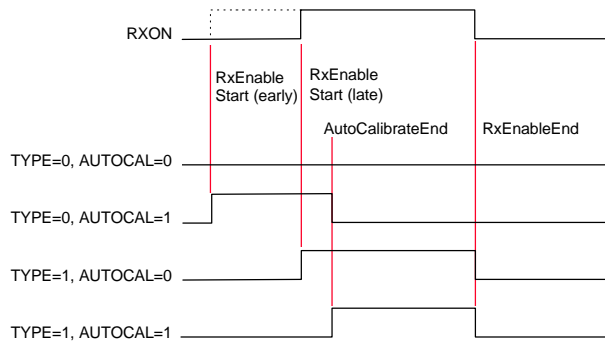 RXON
RxEnable
Start (early)
RxEnable
Start (late)
AutoCalibrateEnd
RxEnableEnd
TYPE=0, AUTOCAL=0
TYPE=0, AUTOCAL=1
TYPE=1, AUTOCAL=0
TYPE=1, AUTOCAL=1